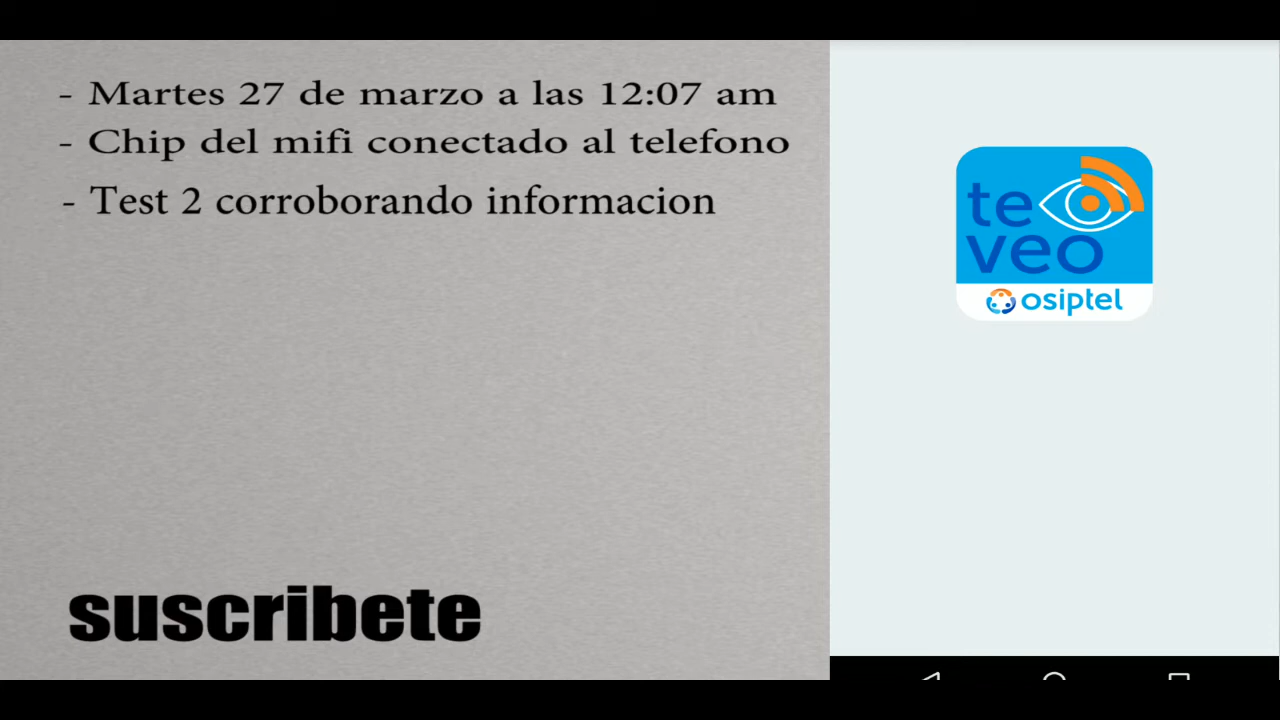 - Martes 27 de marzo a las 12:07 am
- Chip del mifi conectado al telefono
- Test 2 corroborando informacion
suscribete
te
veo
osiptel